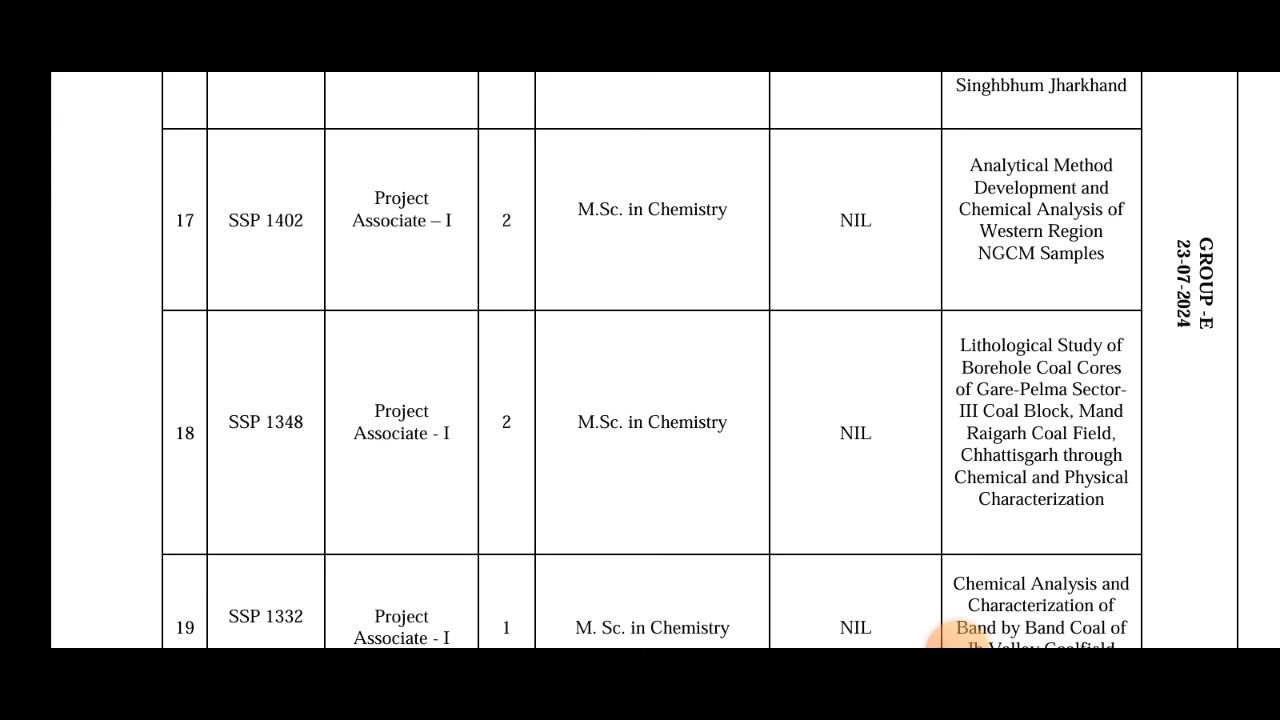 Singhbhum Jharkhand
17
SSP 1402
Project
Associate – I
2
M.Sc. in Chemistry
NIL
Analytical Method
Development and
Chemical Analysis of
Western Region
NGCM Samples
GROUP -E
23-07-2024
18
SSP 1348
Project
Associate - I
2
M.Sc. in Chemistry
NIL
Lithological Study of
Borehole Coal Cores
of Gare-Pelma Sector-
III Coal Block, Mand
Raigarh Coal Field,
Chhattisgarh through
Chemical and Physical
Characterization
19
SSP 1332
Project
Associate - I
1
M. Sc. in Chemistry
NIL
Chemical Analysis and
Characterization of
Band by Band Coal of
Ib Valley Coalfield